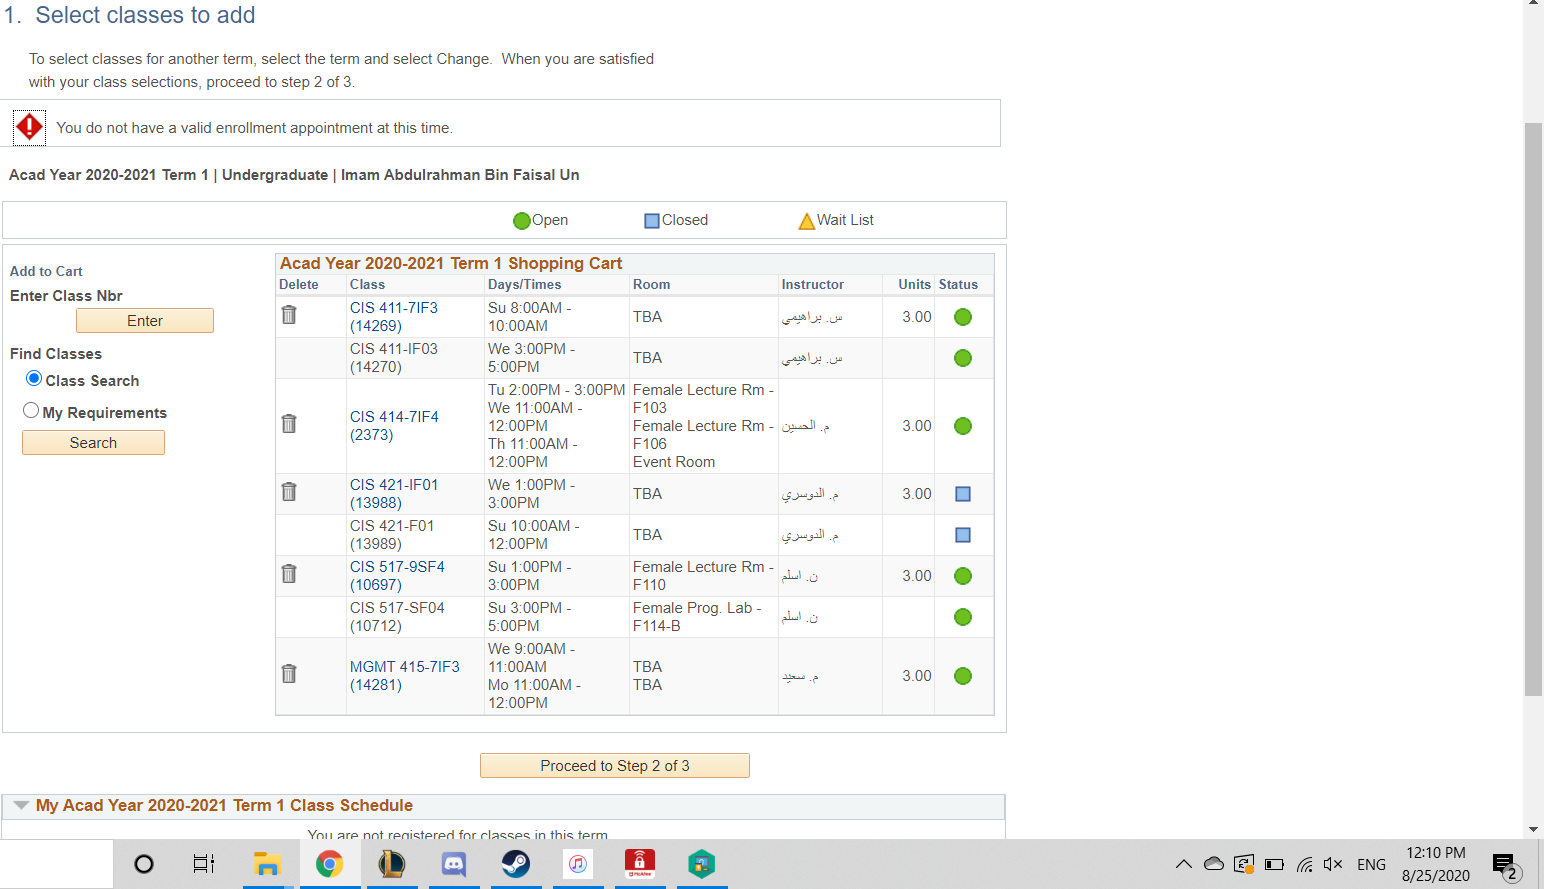 1. Select classes to add
To select classes for another term, select the term and select Change. When you are satisfied
with your class selections, proceed to step 2 of 3.
You do not have a valid enrollment appointment at this time.
Acad Year 2020-2021 Term 1 | Undergraduate | Imam Abdulrahman Bin Faisal Un
Open Closed Wait List
Add to Cart
Enter Class Nbr
Enter
Find Classes
Class Search
My Requirements
Search
Acad Year 2020-2021 Term 1 Shopping Cart
Delete Class Days/Times Room Instructor Units Status
CIS 411-7IF3
(14269)
Su 8:00AM -
10:00AM
TBA
س. براهيمي
3.00
CIS 411-IF03
(14270)
We 3:00PM -
5:00PM
TBA
س. براهيمي
CIS 414-7IF4
(2373)
Tu 2:00PM - 3:00PM
We 11:00AM -
12:00PM
Th 11:00AM -
12:00PM
Female Lecture Rm -
F103
Female Lecture Rm -
F106
Event Room
م. الحسين
3.00
CIS 421-IF01
(13988)
We 1:00PM -
3:00PM
TBA
م. الدوسري
3.00
CIS 421-F01
(13989)
Su 10:00AM -
12:00PM
TBA
م. الدوسري
CIS 517-9SF4
(10697)
Su 1:00PM -
3:00PM
Female Lecture Rm -
F110
ن. اسلم
3.00
CIS 517-SF04
(10712)
Su 3:00PM -
5:00PM
Female Prog. Lab -
F114-B
ن. اسلم
MGMT 415-7IF3
(14281)
We 9:00AM -
11:00AM
Mo 11:00AM -
12:00PM
TBA
TBA
م. سعيد
3.00
Proceed to Step 2 of 3
My Acad Year 2020-2021 Term 1 Class Schedule
You are not registered for classes in this term.
McAfee
ENG
12:10 PM
8/25/2020
2